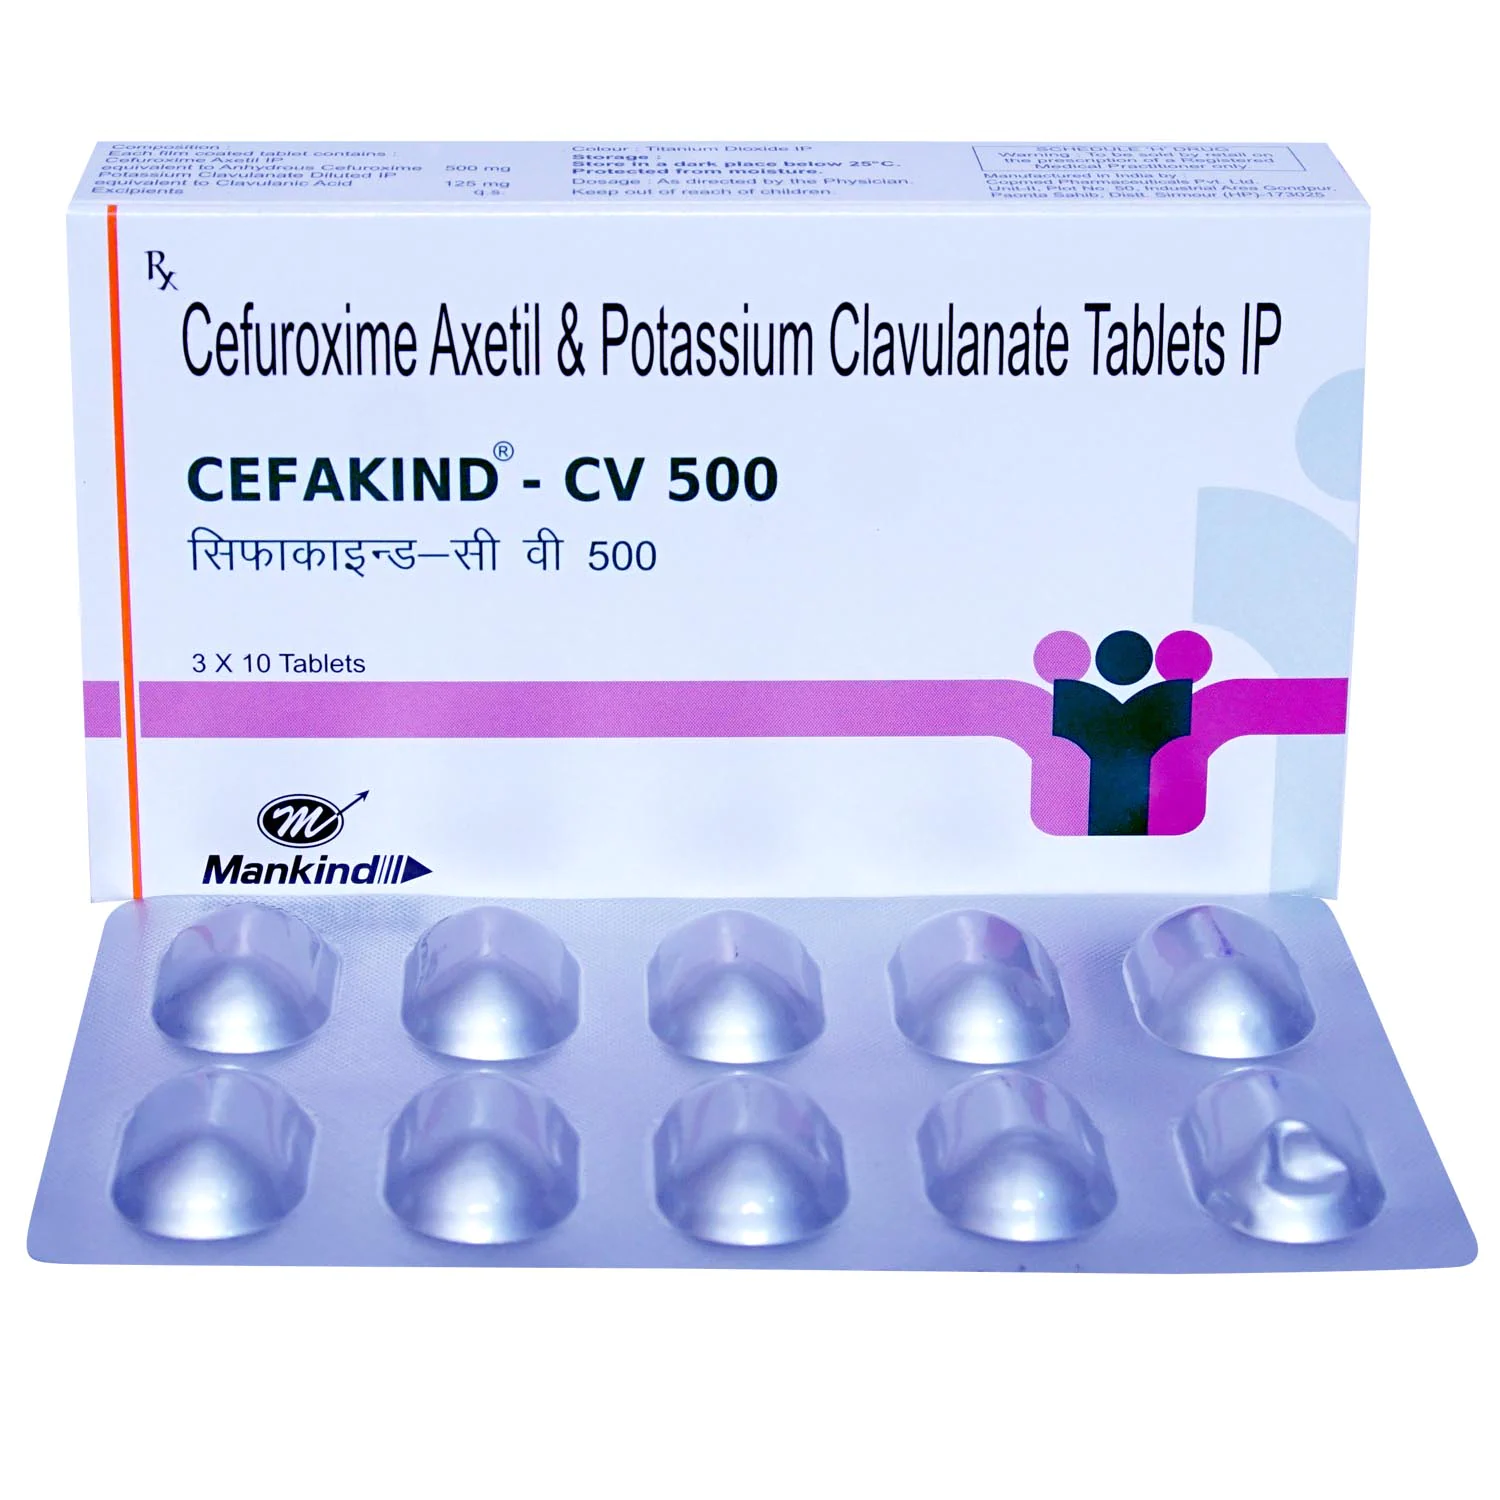 Composition :
Each film coated tablet contains :
Cefuroxime Axetil IP
equivalent to Anhydrous Cefuroxime 500 mg
Potassium Clavulanate Diluted IP
equivalent to Clavulanic Acid 125 mg
Excipients q.s.
Colour : Titanium Dioxide IP
Storage :
Store in a dark place below 25°C.
Protected from moisture.
Dosage : As directed by the Physician.
Keep out of reach of children.
SCHEDULE 'H' DRUG
Warning : To be sold by retail on
the prescription of a Registered
Medical Practitioner only
Manufactured in India by :
Copmed Pharmaceuticals Pvt. Ltd.
Unit-II, Plot No. 50, Industrial Area Gondpur,
Paonta Sahib, Distt. Sirmour (HP)-173025
Rx
Cefuroxime Axetil & Potassium Clavulanate Tablets IP
CEFAKIND® - CV 500
सिफाकाइन्ड–सी वी 500
3 X 10 Tablets
m
Mankind